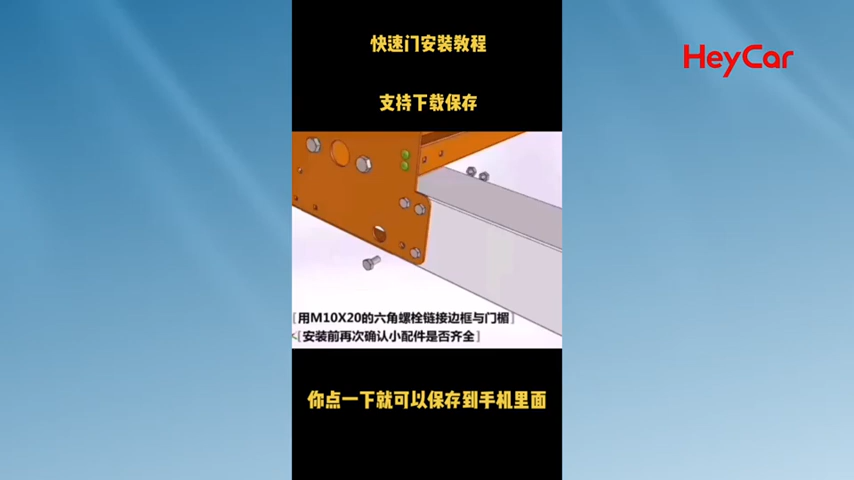 快速门安装教程
HeyCar
支持下载保存
[用M10X20的六角螺栓链接边框与门楣]
<[安装前再次确认小配件是否齐全]
你点一下就可以保存到手机里面